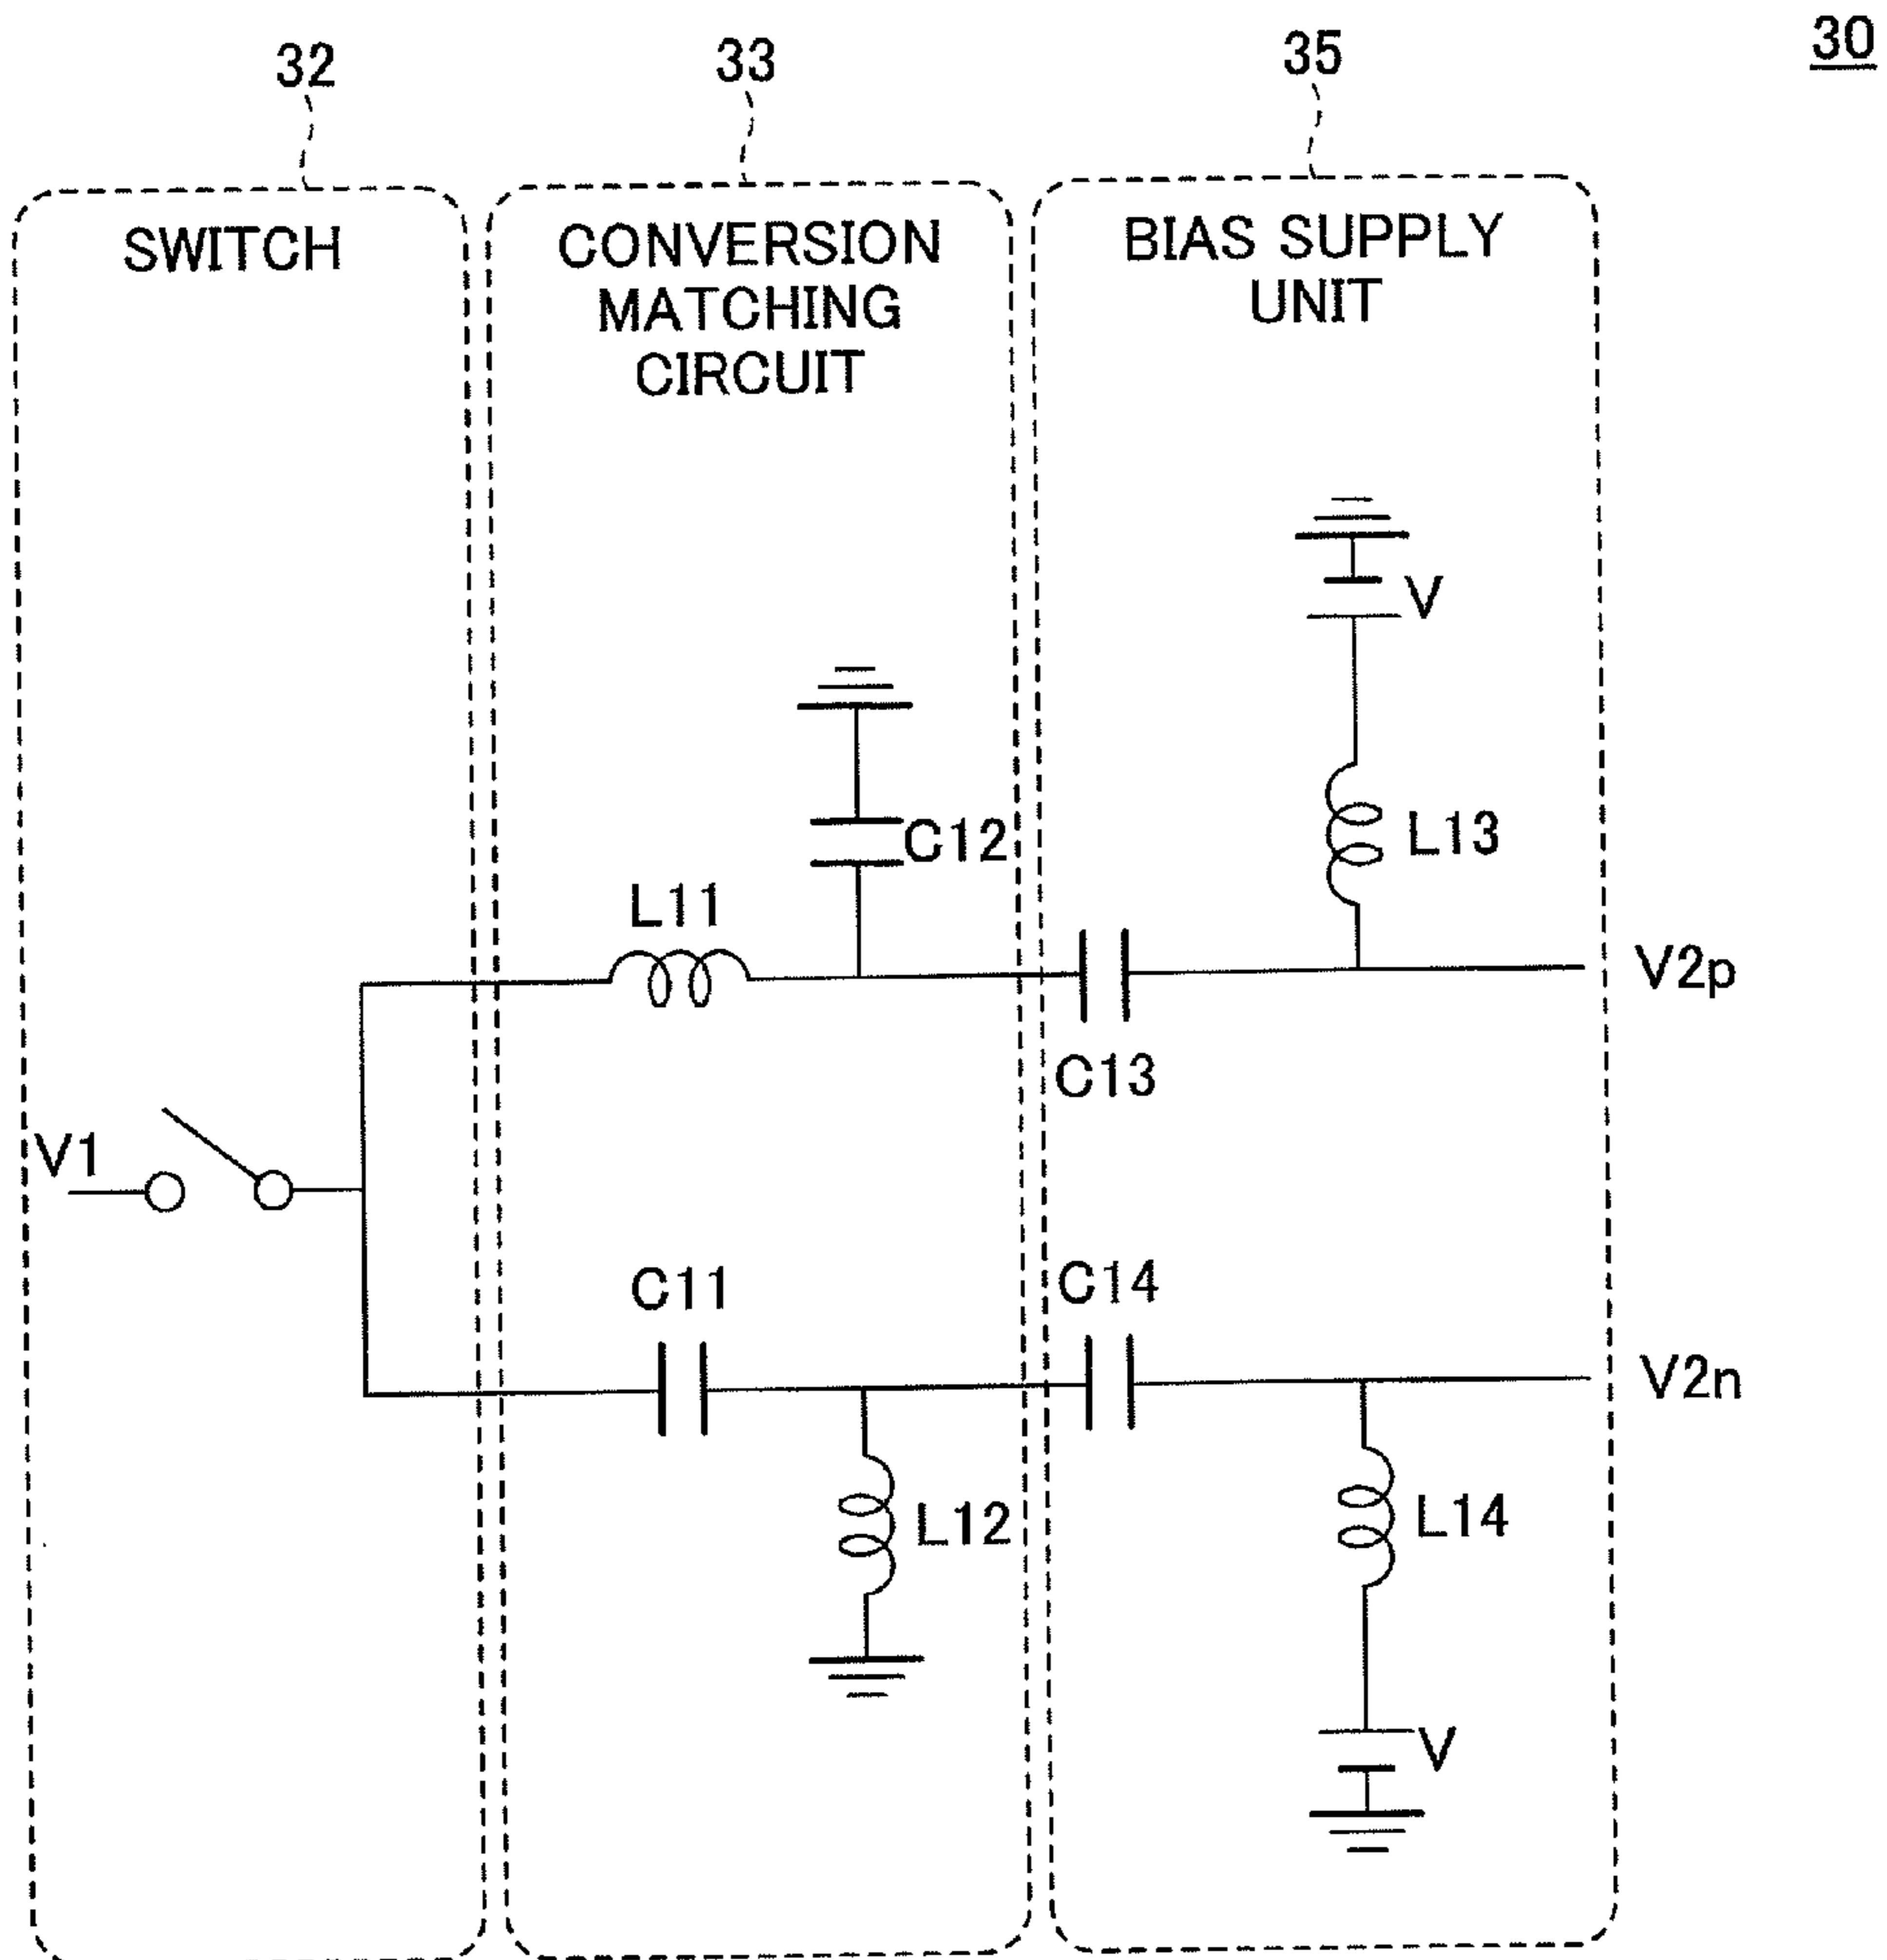 32
33
35
30
SWITCH
CONVERSION
MATCHING
CIRCUIT
BIAS SUPPLY
UNIT
V
C12
L13
L11
V2p
C13
V1
C11
C14
V2n
L12
L14
V